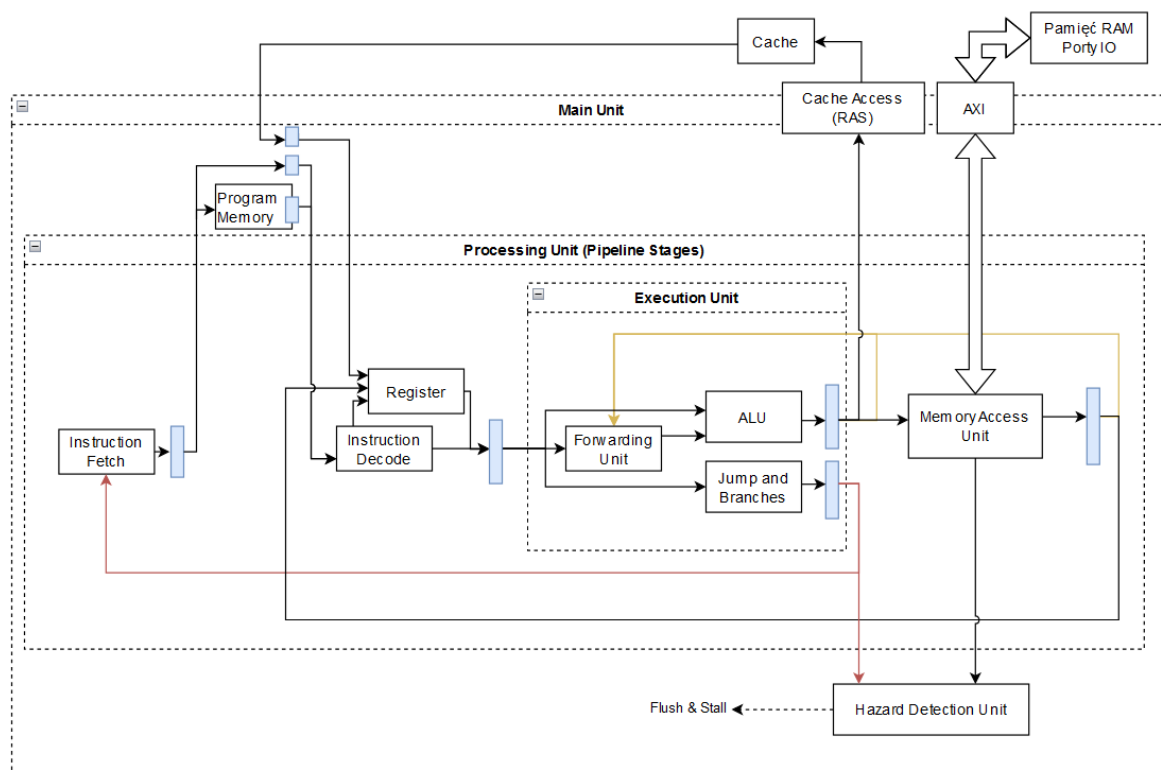 Pamięć RAM
Porty IO
Cache
Cache Access
(RAS)
AXI
Main Unit
Program
Memory
Processing Unit (Pipeline Stages)
Execution Unit
Register
ALU
Instruction
Fetch
Instruction
Decode
Forwarding
Unit
Memory Access
Unit
Jump and
Branches
Flush & Stall
Hazard Detection Unit